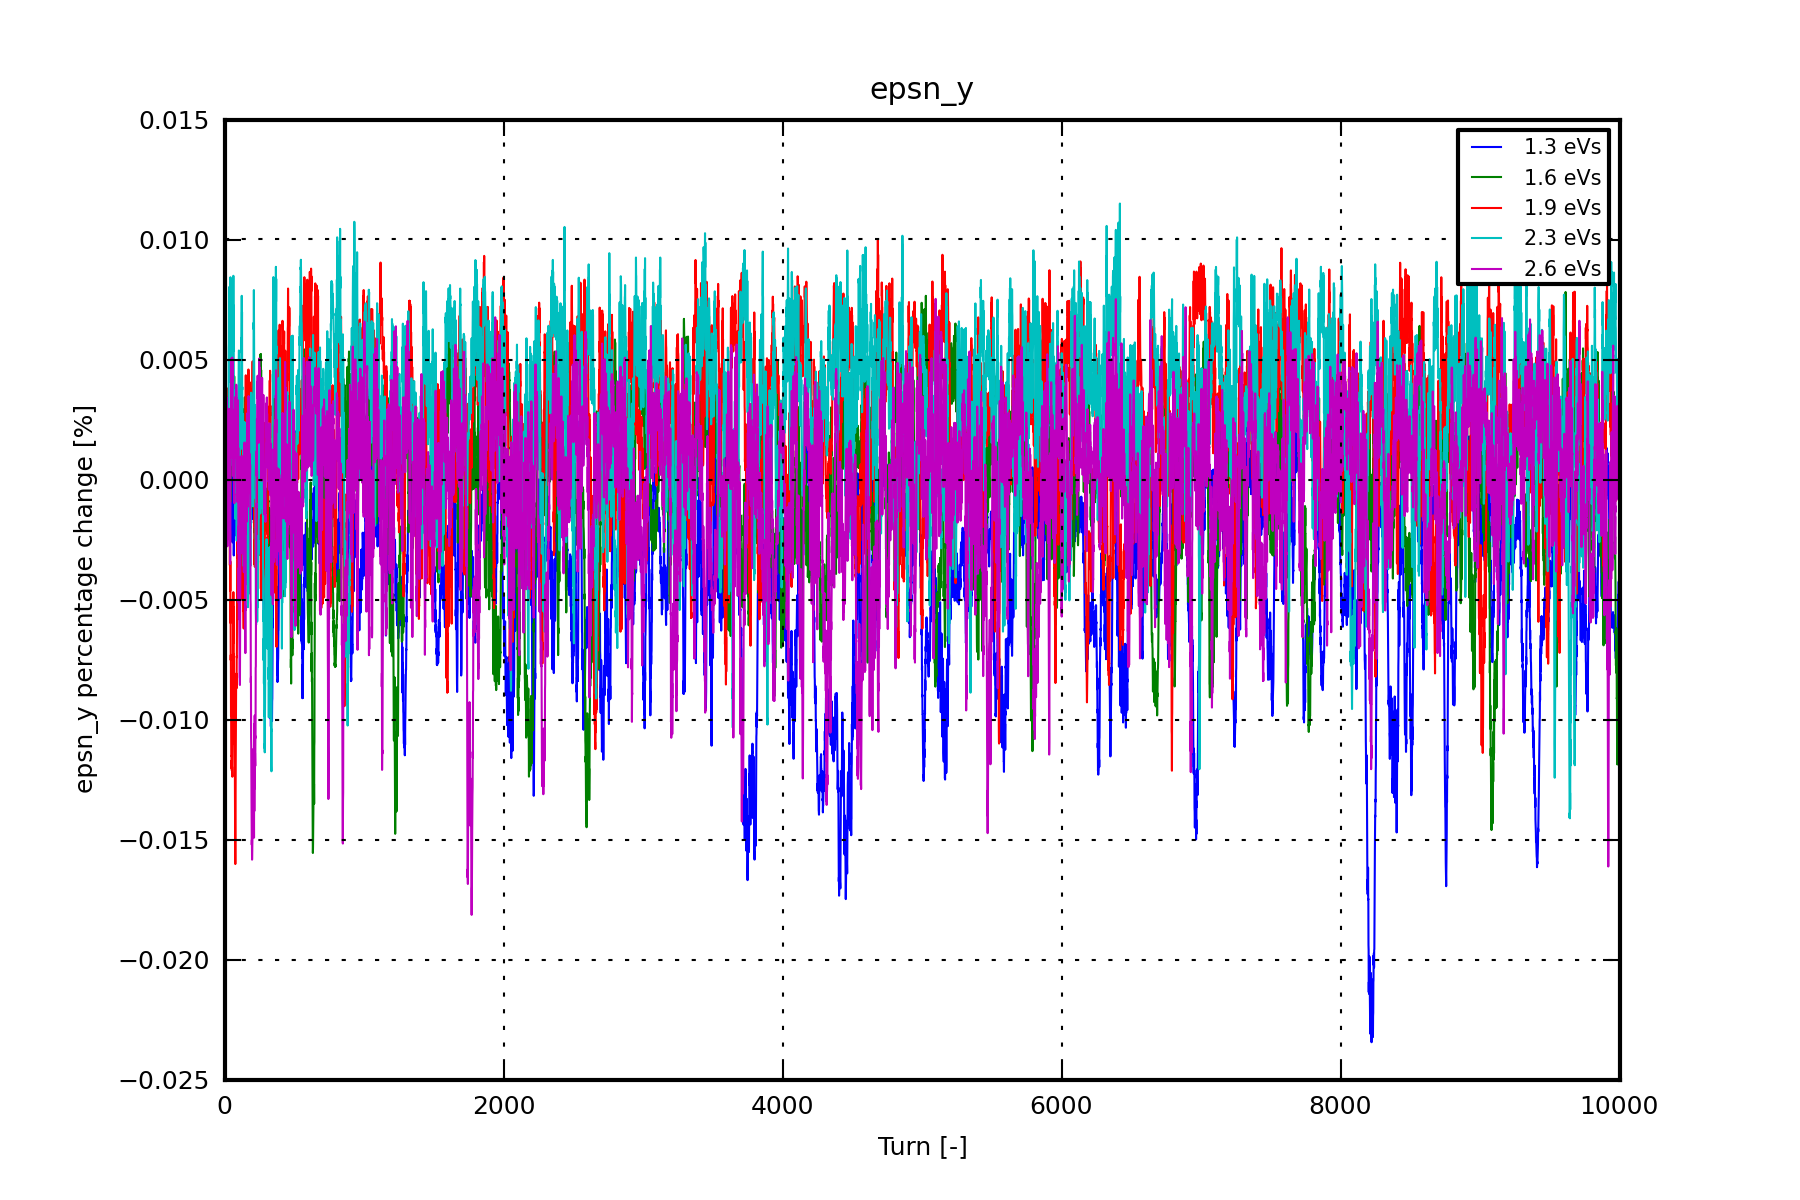 epsn_y
0.015
0.010
0.005
0.000
−0.005
−0.010
−0.015
−0.020
−0.025
epsn_y percentage change [%]
0 2000 4000 6000 8000 10000
Turn [-]
1.3 eVs
1.6 eVs
1.9 eVs
2.3 eVs
2.6 eVs